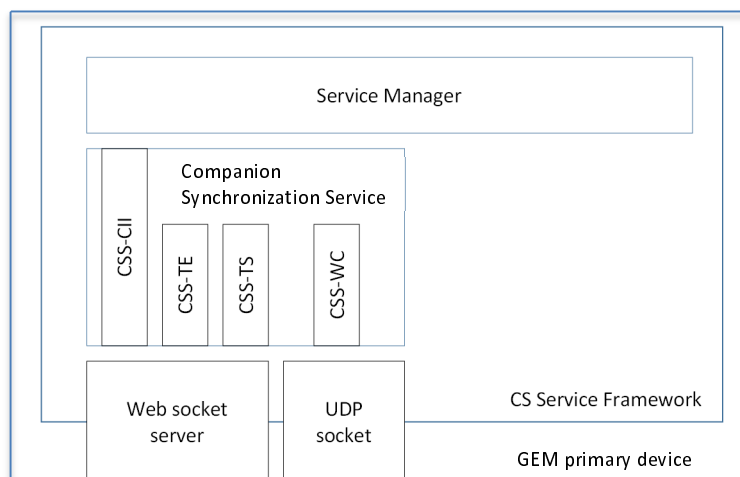 Service Manager
Companion
Synchronization Service
CSS-CII
CSS-TE
CSS-TS
CSS-WC
Web socket
server
UDP
socket
CS Service Framework
GEM primary device